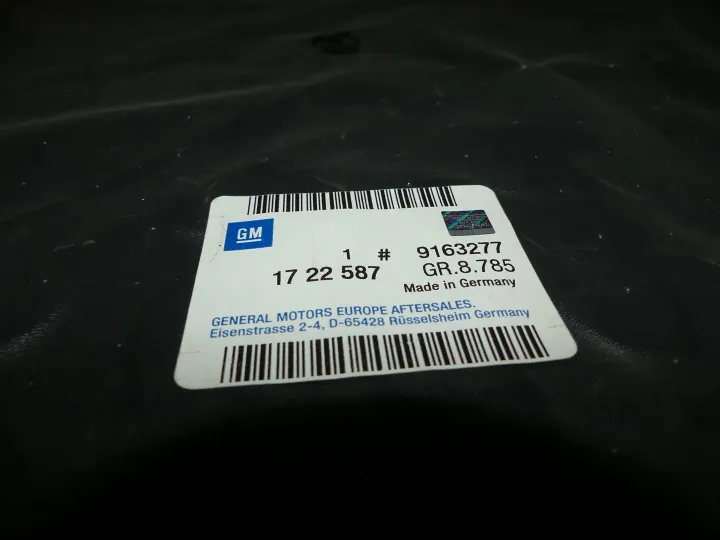 GM
1 # 9163277
17 22 587 GR.8.785
Made in Germany
GENERAL MOTORS EUROPE AFTERSALES.
Eisenstrasse 2-4, D-65428 Rüsselsheim Germany